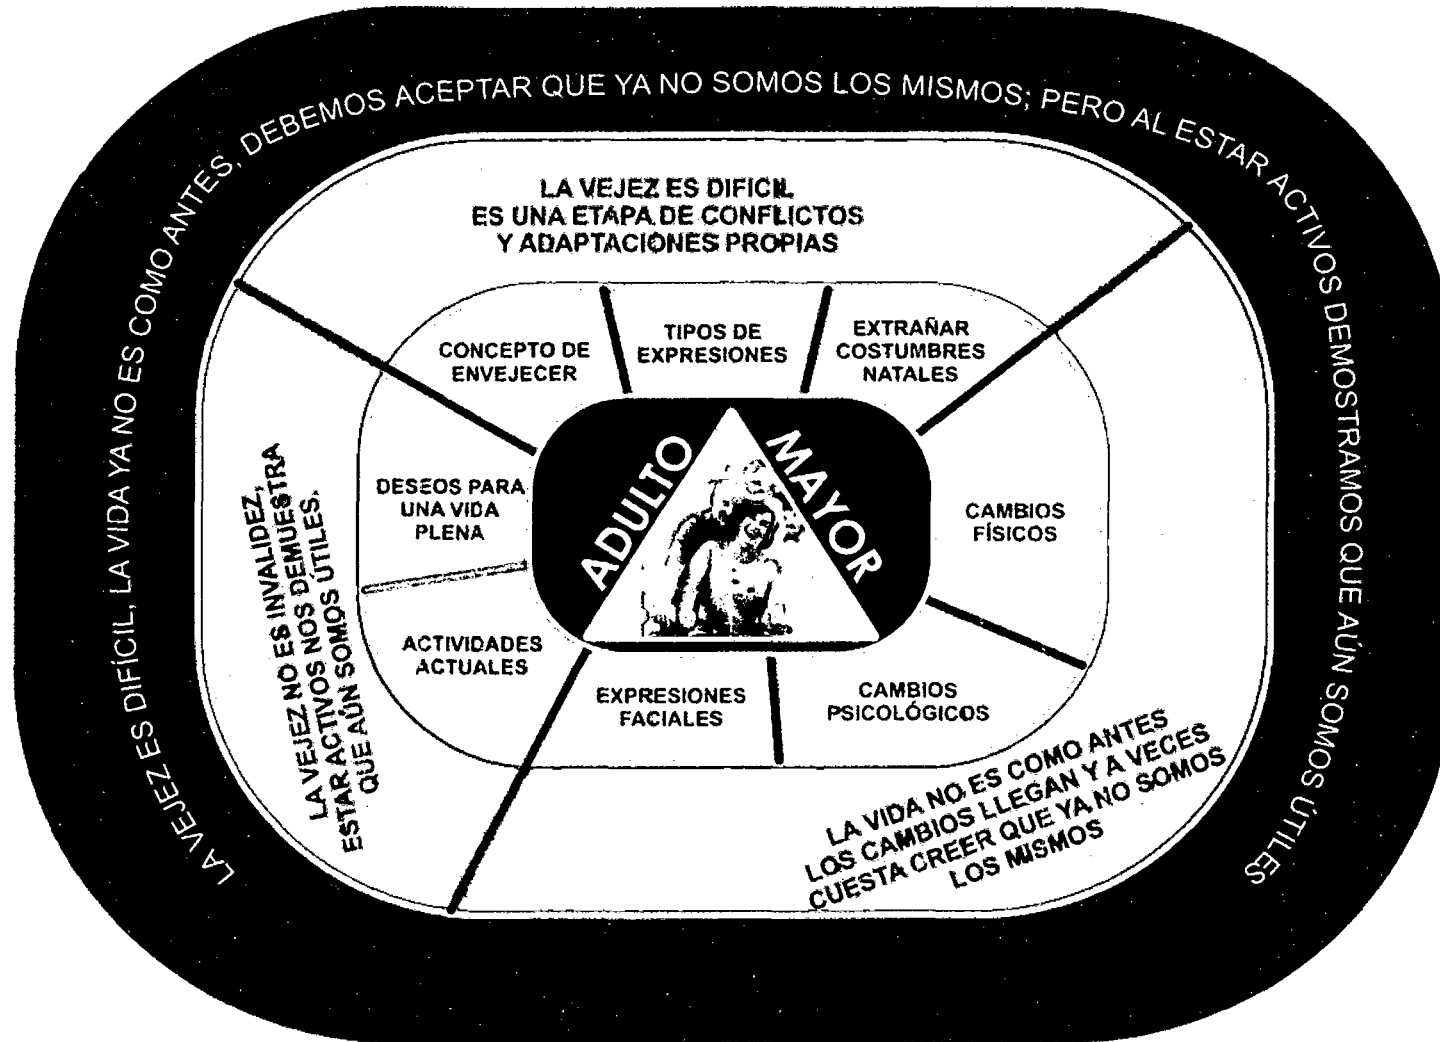 LA VEJEZ ES DIFÍCIL, LA VIDA YA NO ES COMO ANTES, DEBEMOS ACEPTAR QUE YA NO SOMOS LOS MISMOS; PERO AL ESTAR ACTIVOS DEMOSTRAMOS QUE AÚN SOMOS ÚTILES
LA VEJEZ ES DIFICIL
ES UNA ETAPA DE CONFLICTOS
Y ADAPTACIONES PROPIAS
CONCEPTO DE
ENVEJECER
TIPOS DE
EXPRESIONES
EXTRAÑAR
COSTUMBRES
NATALES
DESEOS PARA
UNA VIDA
PLENA
ADULTO
MAYOR
CAMBIOS
FÍSICOS
ACTIVIDADES
ACTUALES
EXPRESIONES
FACIALES
CAMBIOS
PSICOLÓGICOS
LA VEJEZ NO ES INVALIDEZ,
LA ACTIVOS NOS DEMUESTRA
ESTAR ACTIVOS NOS DEMUESTRA
QUE AÚN SOMOS ÚTILES.
LA VIDA NO ES COMO ANTES
LOS CAMBIOS LLEGAN Y A VECES
CUESTA CREER QUE YA NO SOMOS
LOS MISMOS